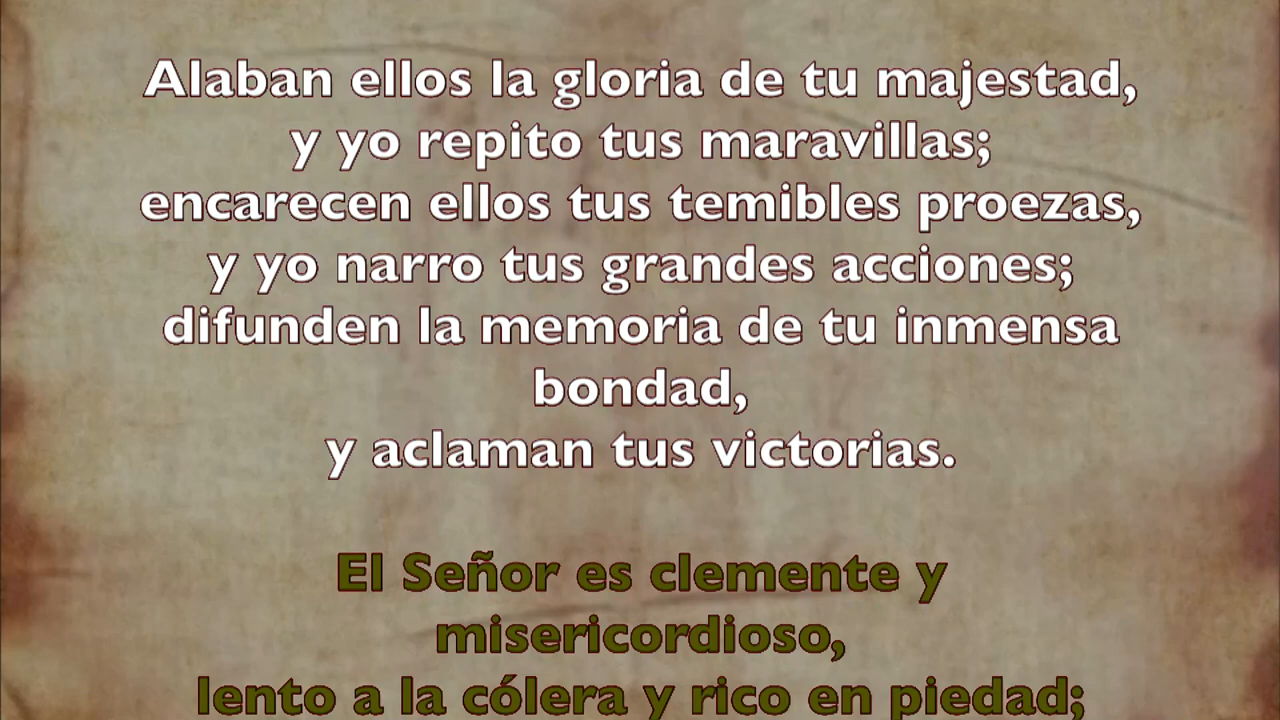 Alaban ellos la gloria de tu majestad,
y yo repito tus maravillas;
encarecen ellos tus temibles proezas,
y yo narro tus grandes acciones;
difunden la memoria de tu inmensa
bondad,
y aclaman tus victorias.
El Señor es clemente y
misericordioso,
lento a la cólera y rico en piedad;